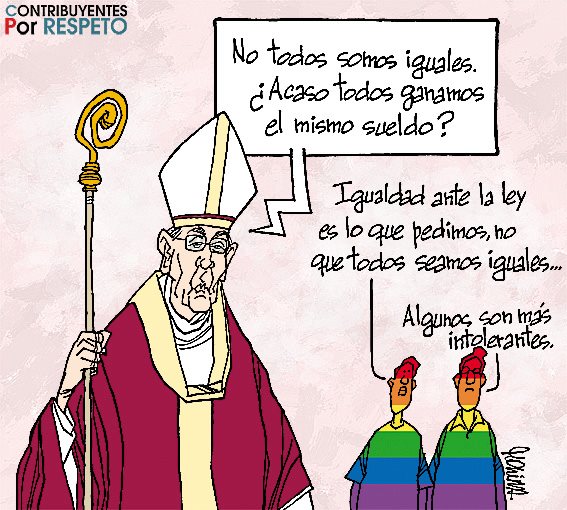 CONTRIBUYENTES
Por RESPETO
No todos somos iguales.
¿Acaso todos ganamos
el mismo sueldo?
Igualdad ante la ley
es lo que pedimos, no
que todos seamos iguales...
Algunos son más
intolerantes.